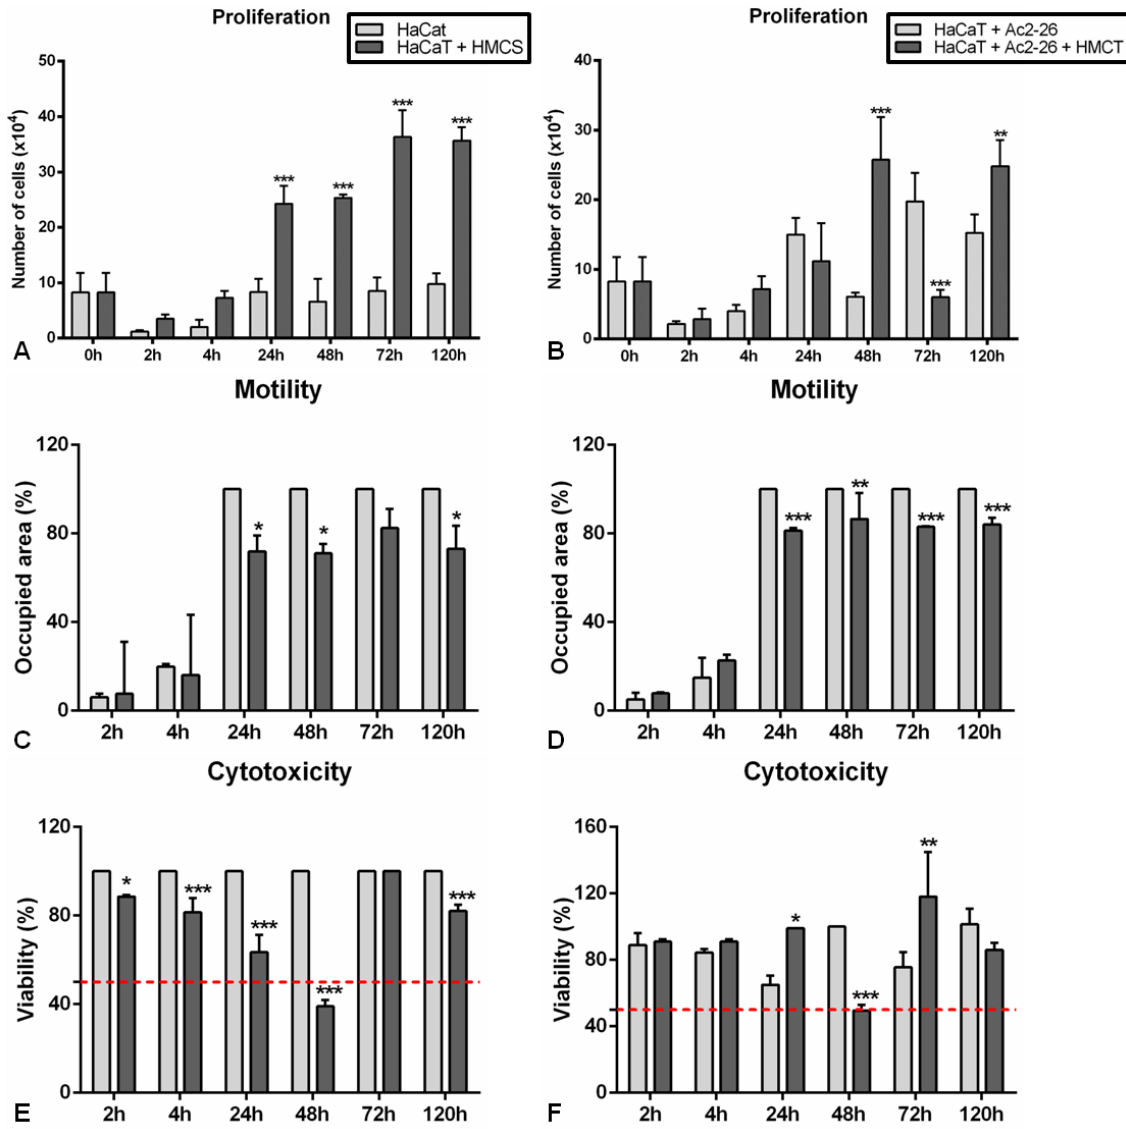 Proliferation
HaCat
HaCaT + HMCS
Number of cells (x10⁴)
50
40
30
20
10
0
*** *** *** ***
0h 2h 4h 24h 48h 72h 120h
A
Proliferation
HaCaT + Ac2-26
HaCaT + Ac2-26 + HMCT
Number of cells (x10⁴)
40
30
20
10
0
*** *** **
0h 2h 4h 24h 48h 72h 120h
B
Motility
Occupied area (%)
120
80
40
0
* * *
2h 4h 24h 48h 72h 120h
C
Motility
Occupied area (%)
120
80
40
0
*** ** *** ***
2h 4h 24h 48h 72h 120h
D
Cytotoxicity
Viability (%)
120
80
40
0
* *** *** *** ***
2h 4h 24h 48h 72h 120h
E
Cytotoxicity
Viability (%)
160
120
80
40
0
* *** **
2h 4h 24h 48h 72h 120h
F